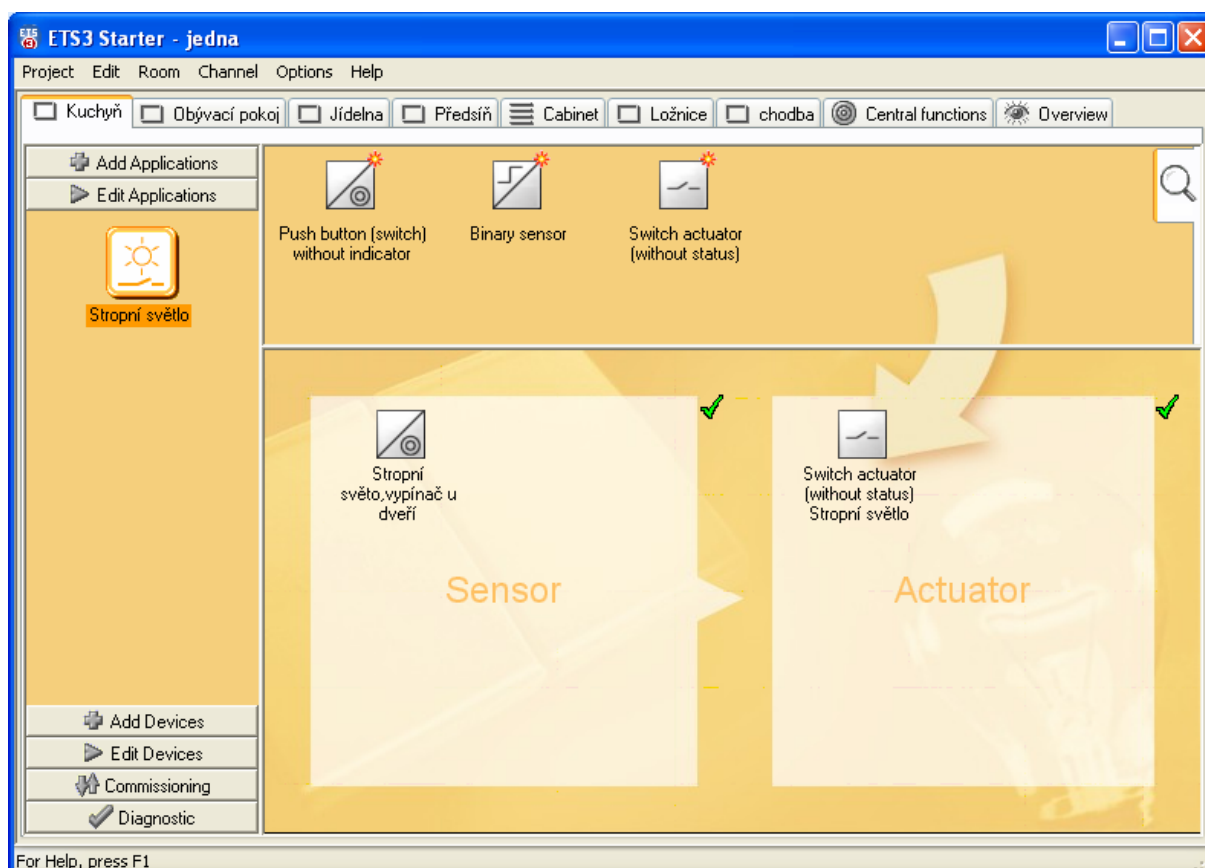 ETS3 Starter - jedna
Project Edit Room Channel Options Help
Kuchyň Obývací pokoj Jídelna Předsíň Cabinet Ložnice chodba Central functions Overview
Add Applications
Edit Applications
Stropní světlo
Push button (switch)
without indicator
Binary sensor
Switch actuator
(without status)
Stropní
světo,vypínač u
dveří
Sensor
Switch actuator
(without status)
Stropní světlo
Actuator
Add Devices
Edit Devices
Commissioning
Diagnostic
For Help, press F1